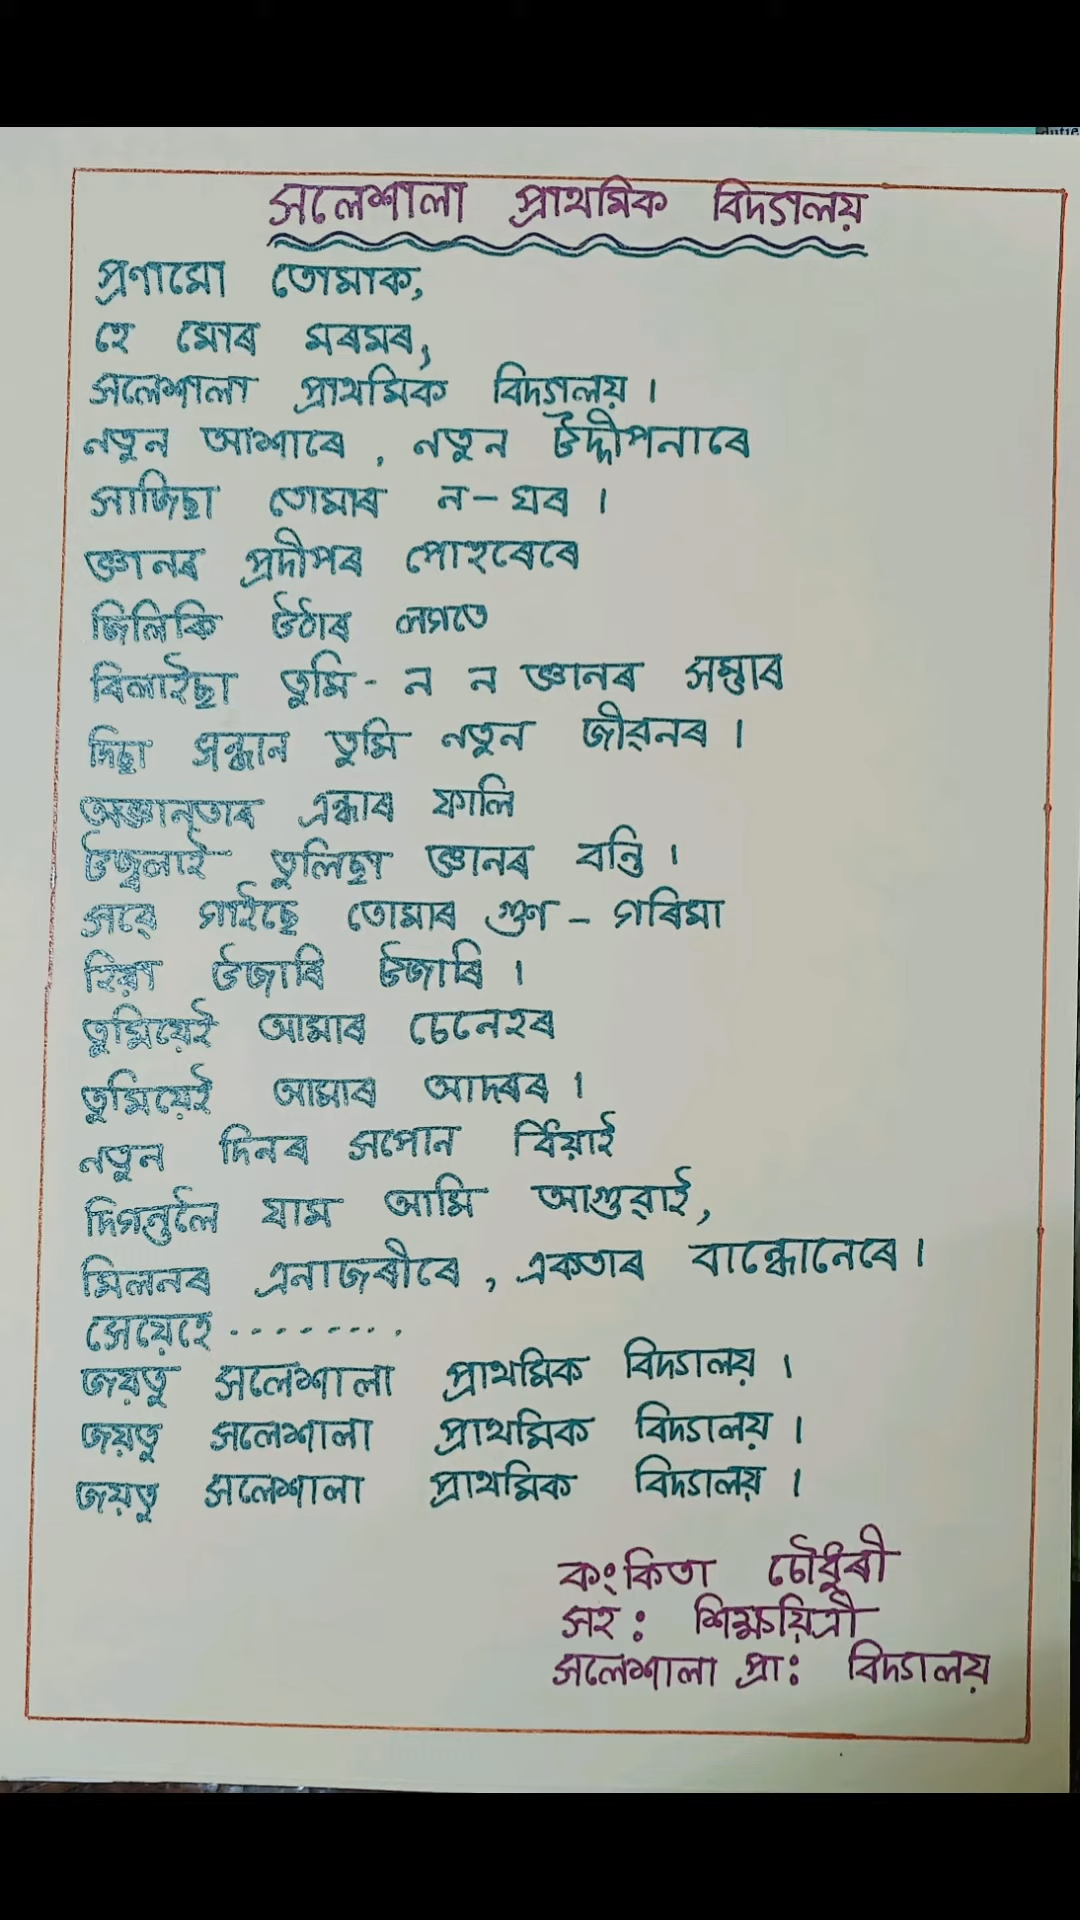 সলেশালা প্ৰাথমিক বিদ্যালয়
প্ৰণামো তোমাক,
হে মোৰ মৰমৰ,
সলেশালা প্ৰাথমিক বিদ্যালয়।
নতুন আশাৰে, নতুন উদ্দীপনাৰে
সাজিছা তোমাৰ ন-ঘৰ।
জ্ঞানৰ প্ৰদীপৰ পোহৰেৰে
জিলিকি উঠাৰ লগতে
বিলাইছা তুমি- ন ন জ্ঞানৰ সম্ভাৰ
দিছা সন্ধান তুমি নতুন জীৱনৰ।
অজ্ঞানতাৰ এন্ধাৰ ফালি
উজ্বলাই তুলিছা জ্ঞানৰ বন্তি।
সবে গাইছে তোমাৰ গুণ - গৰিমা
হিয়া উজাৰি উজাৰি।
তুমিয়েই আমাৰ চেনেহৰ
তুমিয়েই আমাৰ আদৰৰ।
নতুন দিনৰ সপোন ৰিয়াই
দিগন্তলৈ যাম আমি আগুৱাই,
মিলনৰ এনাজৰীৰে, একতাৰ বান্ধোনেৰে।
সেয়েহে ........
জয়তু সলেশালা প্ৰাথমিক বিদ্যালয়।
জয়তু সলেশালা প্ৰাথমিক বিদ্যালয়।
জয়তু সলেশালা প্ৰাথমিক বিদ্যালয়।
কংকিতা চৌধুৰী
সহ: শিক্ষয়িত্ৰী
সলেশালা প্ৰা: বিদ্যালয়